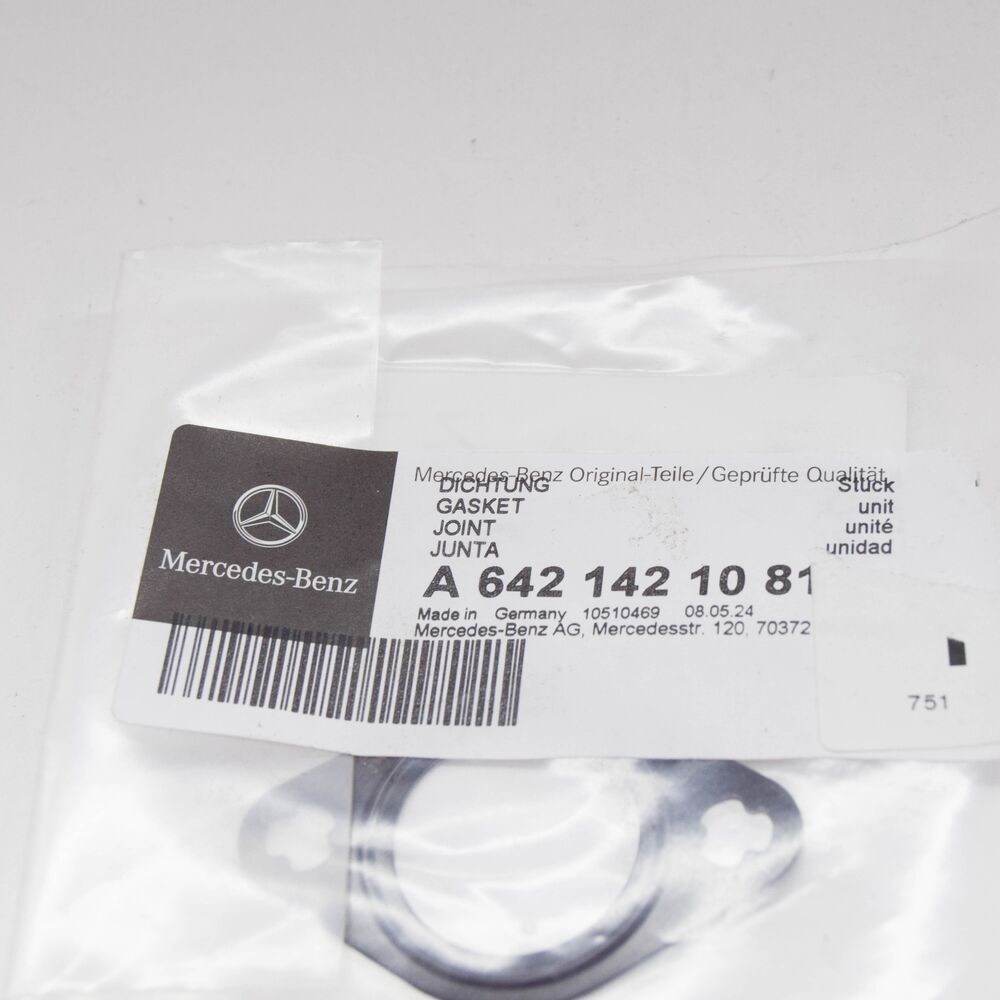 Mercedes-Benz Original-Teile/Geprüfte Qualität
DICHTUNG Stück
GASKET unit
JOINT unité
JUNTA unidad
Mercedes-Benz
A 642 142 10 81
Made in Germany 10510469 08.05.24
Mercedes-Benz AG, Mercedesstr. 120, 70372
751